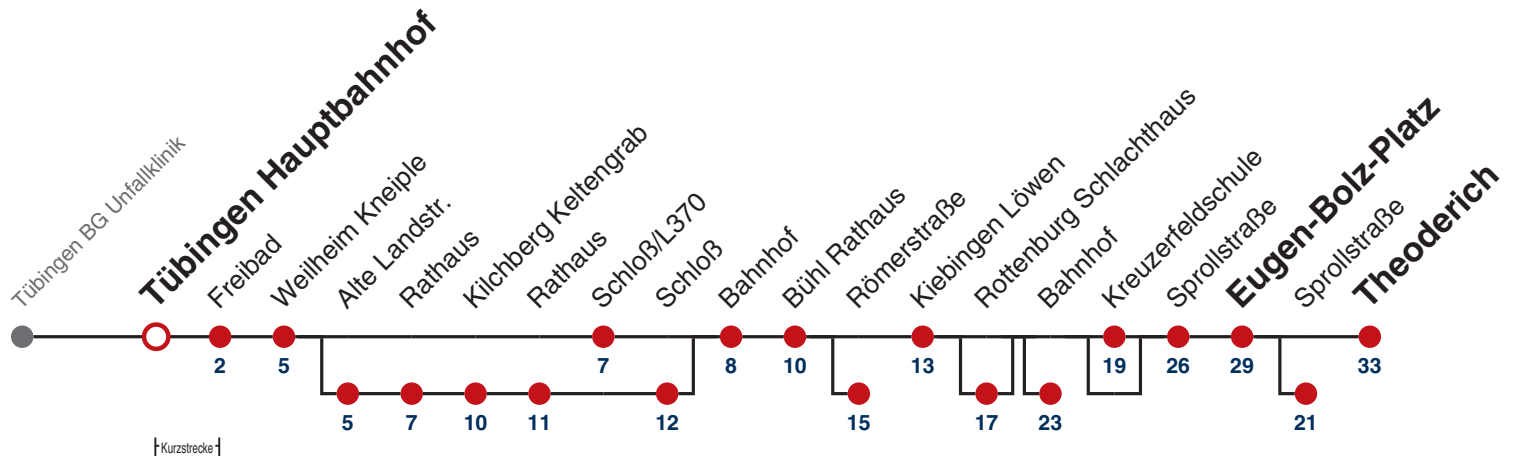 Tübingen BG Unfallklinik
Tübingen Hauptbahnhof
Freibad
Weilheim Kneiple
Alte Landstr.
Rathaus
Kilchberg Keltengrab
Rathaus
Schloß/L370
Schloß
Bahnhof
Bühl Rathaus
Römerstraße
Kiebingen Löwen
Rottenburg Schlachthaus
Bahnhof
Kreuzerfeldschule
Sprollstraße
Eugen-Bolz-Platz
Sprollstraße
Theoderich
2 5 7 8 10 13 19 26 29 33
5 7 10 11 12 15 17 23 21
Kurzstrecke